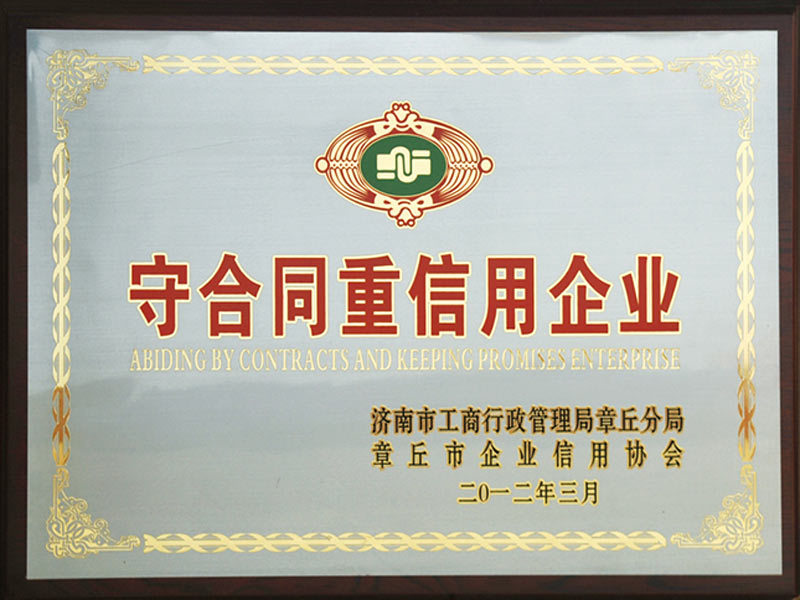 守合同重信用企业
ABIDING BY CONTRACTS AND KEEPING PROMISES ENTERPRISE
济南市工商行政管理局章丘分局
章丘市企业信用协会
二0一二年三月